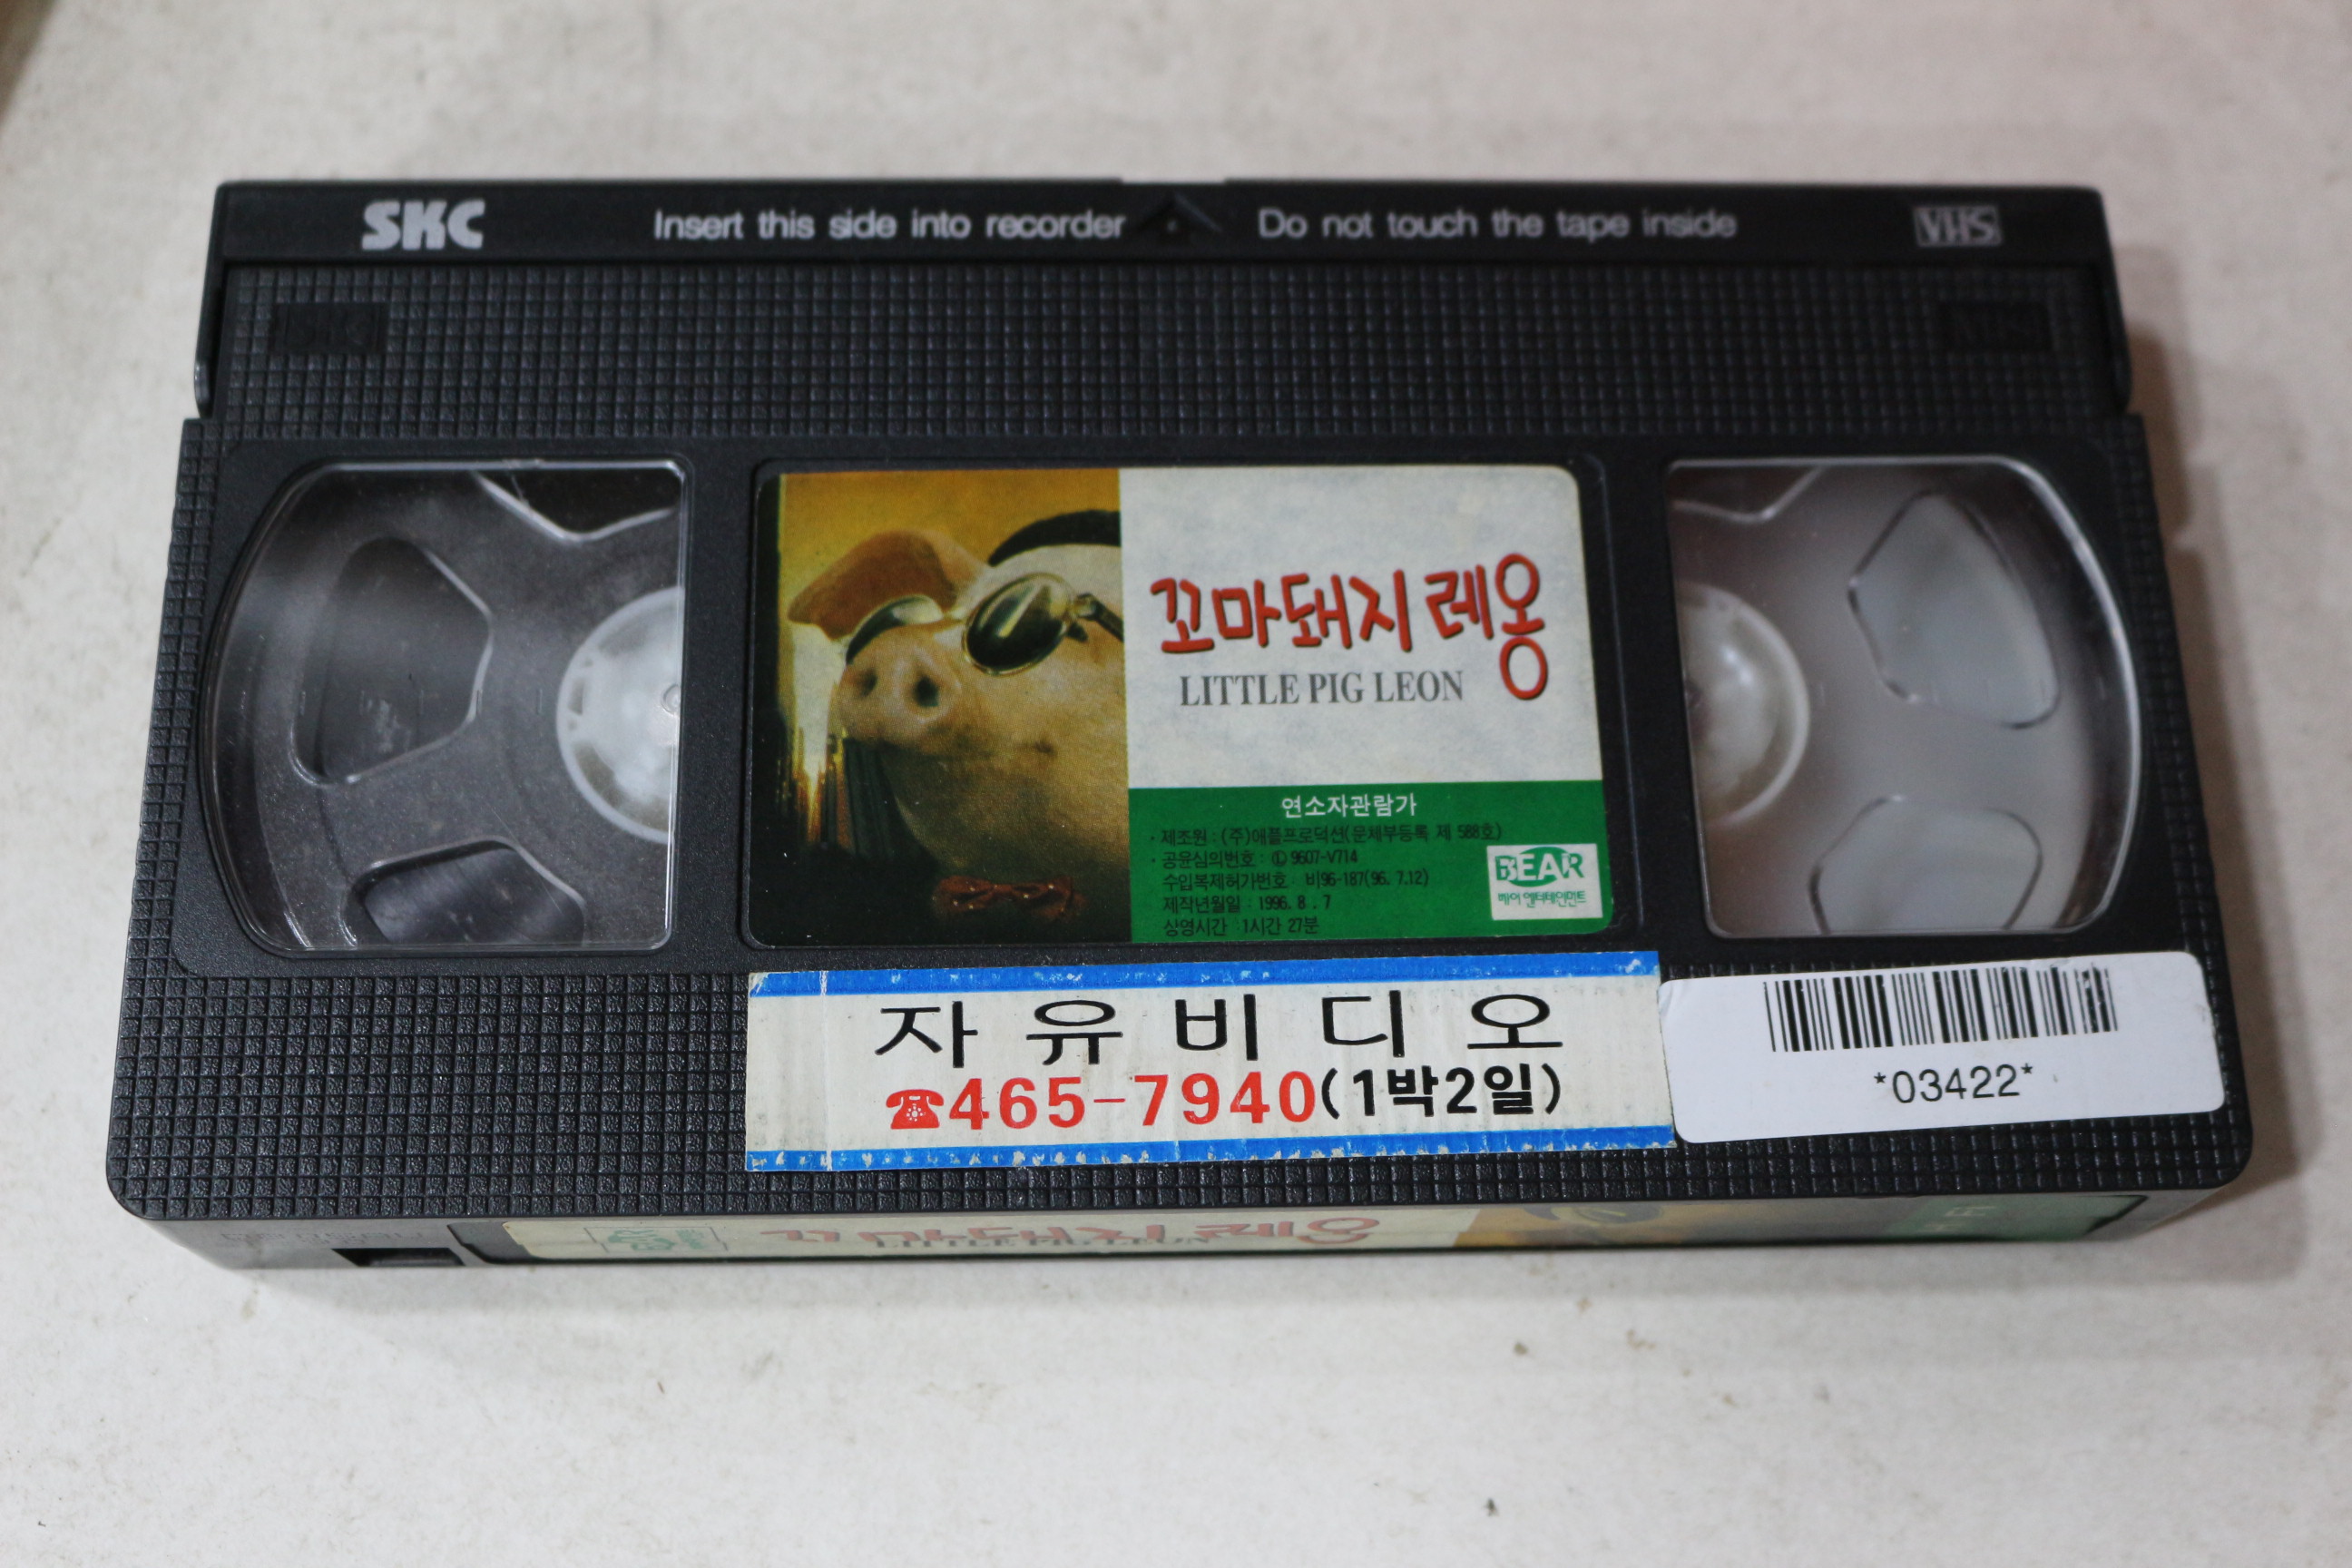 SKC
Insert this side into recorder
Do not touch the tape inside
VHS
꼬마돼지 레옹
LITTLE PIG LEON
연소자관람가
· 제조원 : (주)애플프로덕션(문체부등록 제 588호)
· 공윤심의번호 : ⓒ 9607-V714
수입복제허가번호 : 비96-187(96. 7.12)
제작년월일 : 1996. 8. 7
상영시간 : 1시간 27분
BEAR
베어 엔터테인먼트
자유비디오
☎465-7940(1박2일)
*03422*
꼬마돼지 레옹
LITTLE PIG LEON